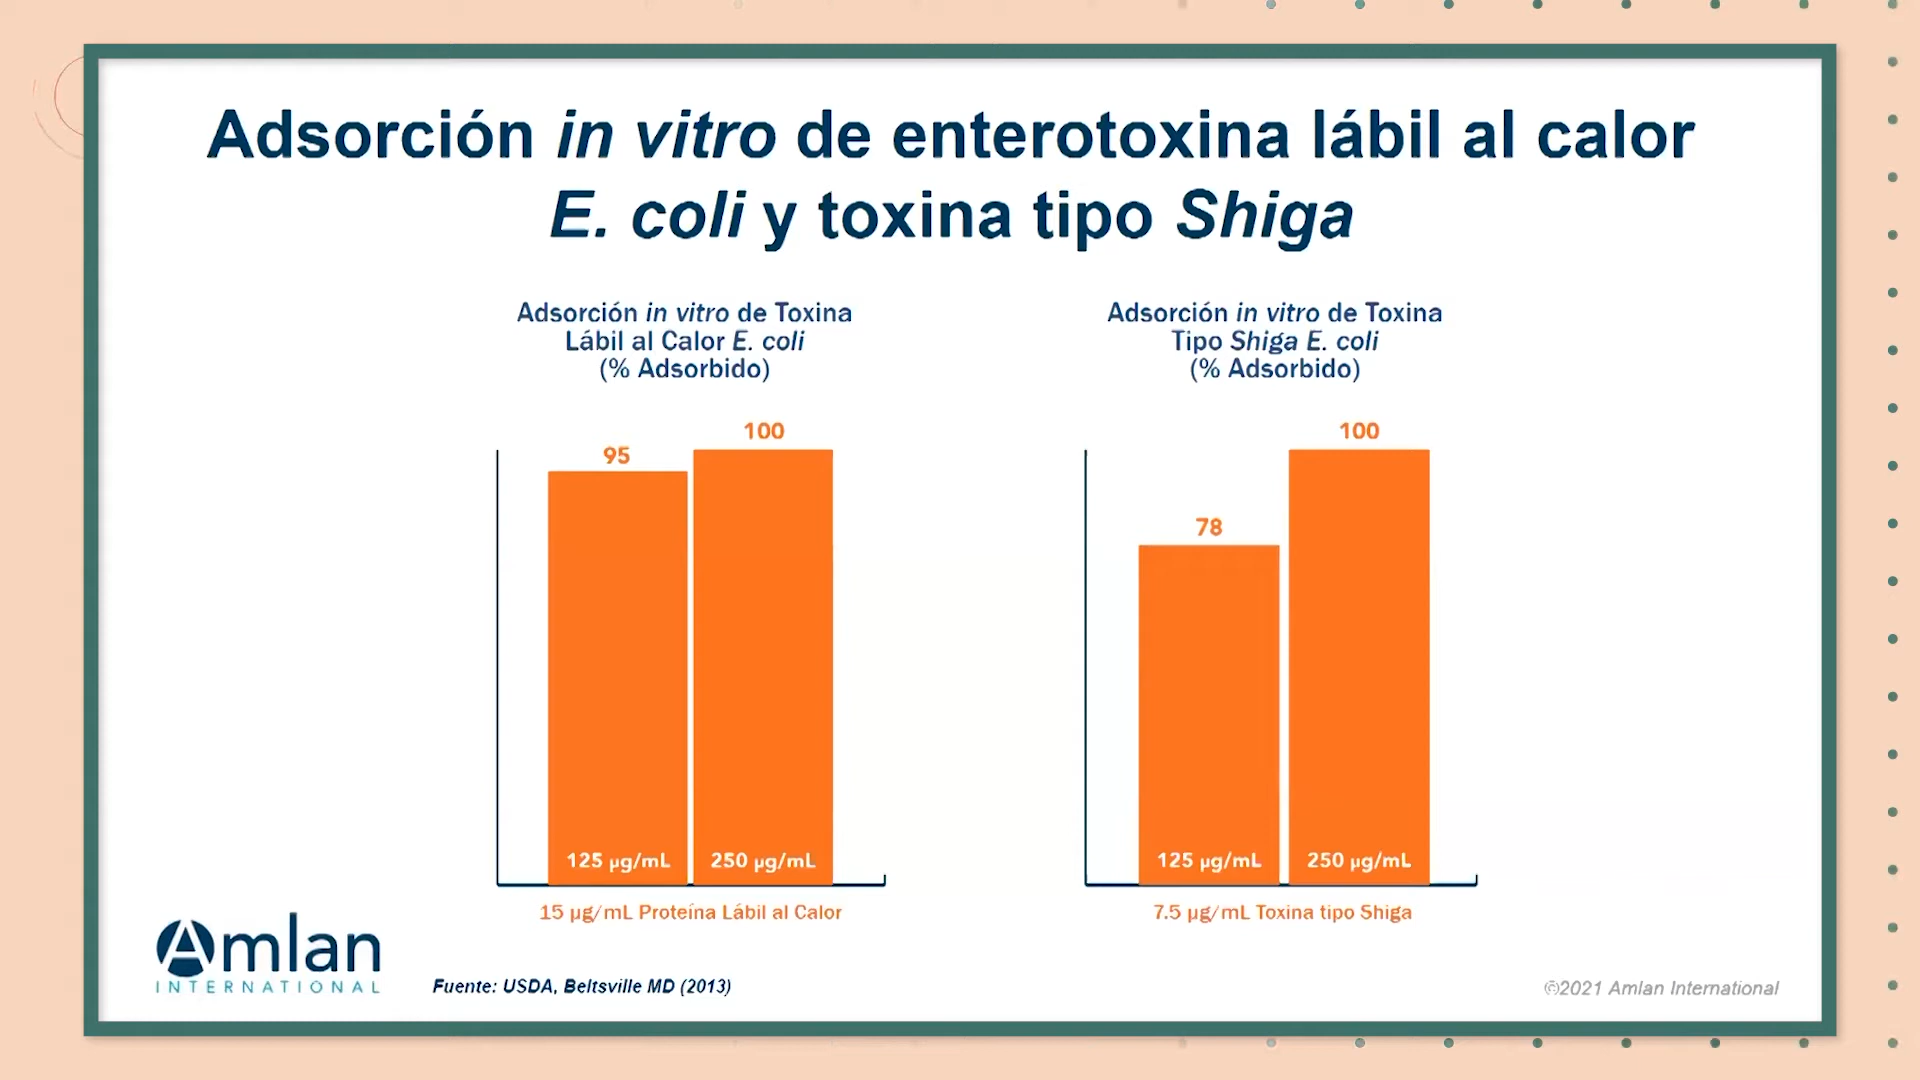 Adsorción in vitro de enterotoxina lábil al calor
E. coli y toxina tipo Shiga
Adsorción in vitro de Toxina
Lábil al Calor E. coli
(% Adsorbido)
95
100
125 µg/mL
250 µg/mL
15 µg/mL Proteína Lábil al Calor
Adsorción in vitro de Toxina
Tipo Shiga E. coli
(% Adsorbido)
78
100
125 µg/mL
250 µg/mL
7.5 µg/mL Toxina tipo Shiga
Amlan
INTERNATIONAL
Fuente: USDA, Beltsville MD (2013)
©2021 Amlan International